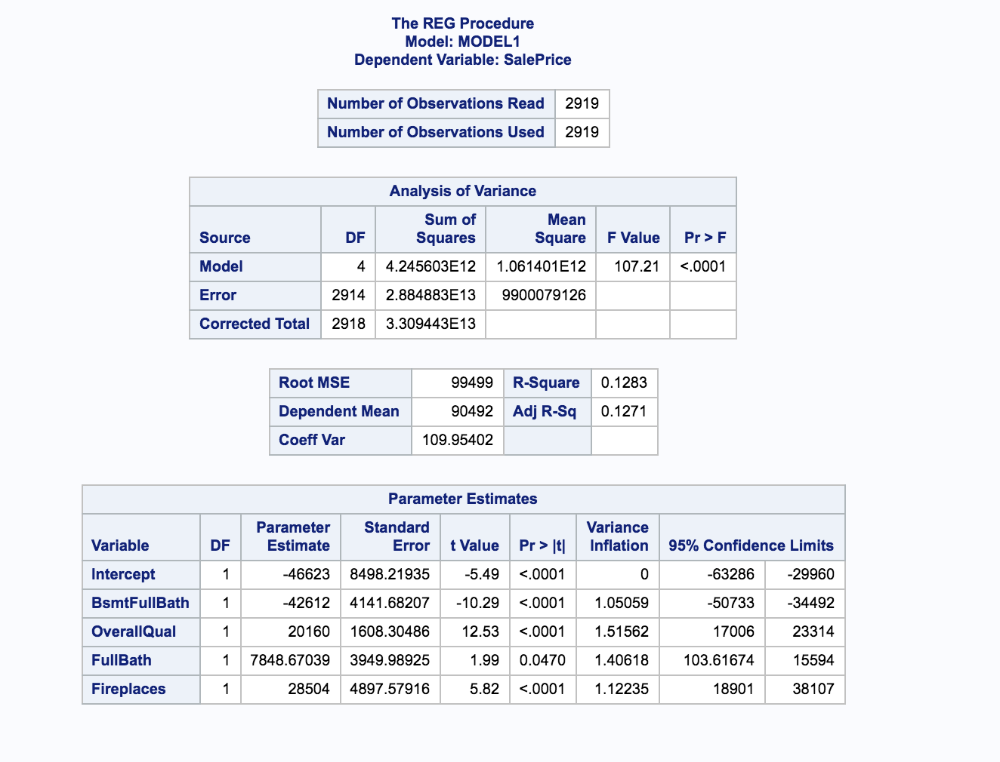 The REG Procedure
Model: MODEL1
Dependent Variable: SalePrice
Number of Observations Read 2919
Number of Observations Used 2919
Analysis of Variance
Source DF Sum of Squares Mean Square F Value Pr > F
Model 4 4.245603E12 1.061401E12 107.21 <.0001
Error 2914 2.884883E13 9900079126
Corrected Total 2918 3.309443E13
Root MSE 99499 R-Square 0.1283
Dependent Mean 90492 Adj R-Sq 0.1271
Coeff Var 109.95402
Parameter Estimates
Variable DF Parameter Estimate Standard Error t Value Pr > |t| Variance Inflation 95% Confidence Limits
Intercept 1 -46623 8498.21935 -5.49 <.0001 0 -63286 -29960
BsmtFullBath 1 -42612 4141.68207 -10.29 <.0001 1.05059 -50733 -34492
OverallQual 1 20160 1608.30486 12.53 <.0001 1.51562 17006 23314
FullBath 1 7848.67039 3949.98925 1.99 0.0470 1.40618 103.61674 15594
Fireplaces 1 28504 4897.57916 5.82 <.0001 1.12235 18901 38107